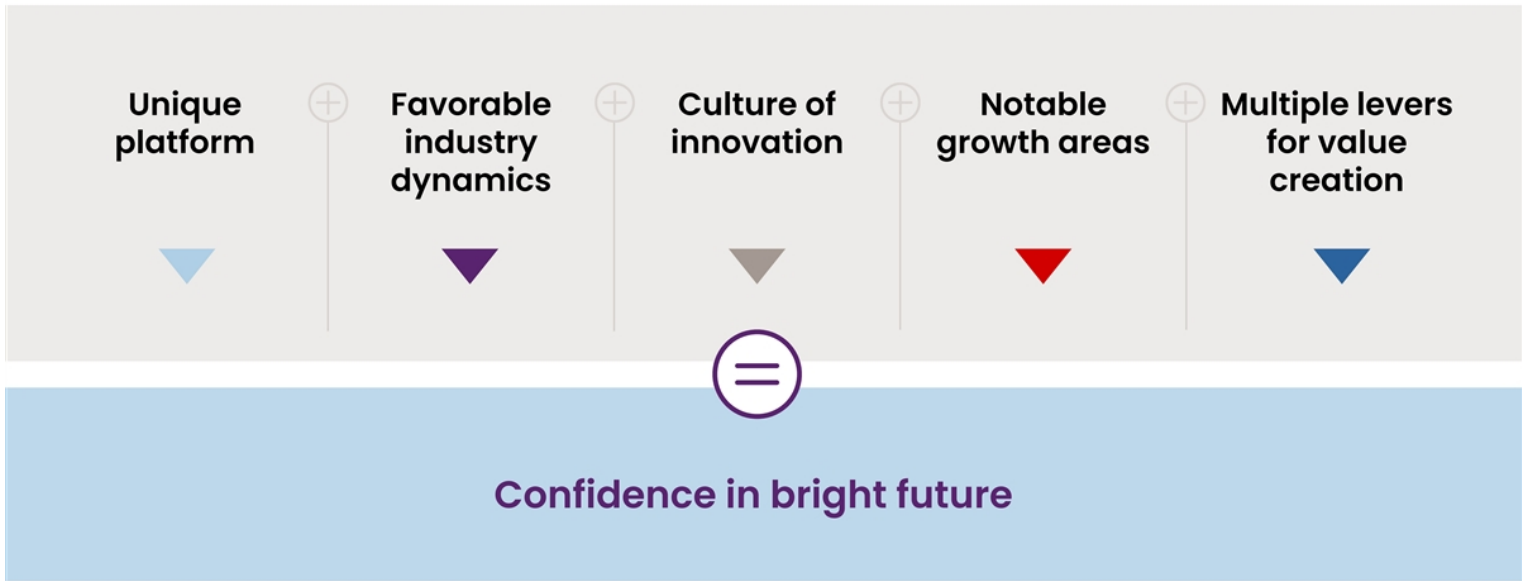 Unique
platform
Favorable
industry
dynamics
Culture of
innovation
Notable
growth areas
Multiple levers
for value
creation
Confidence in bright future